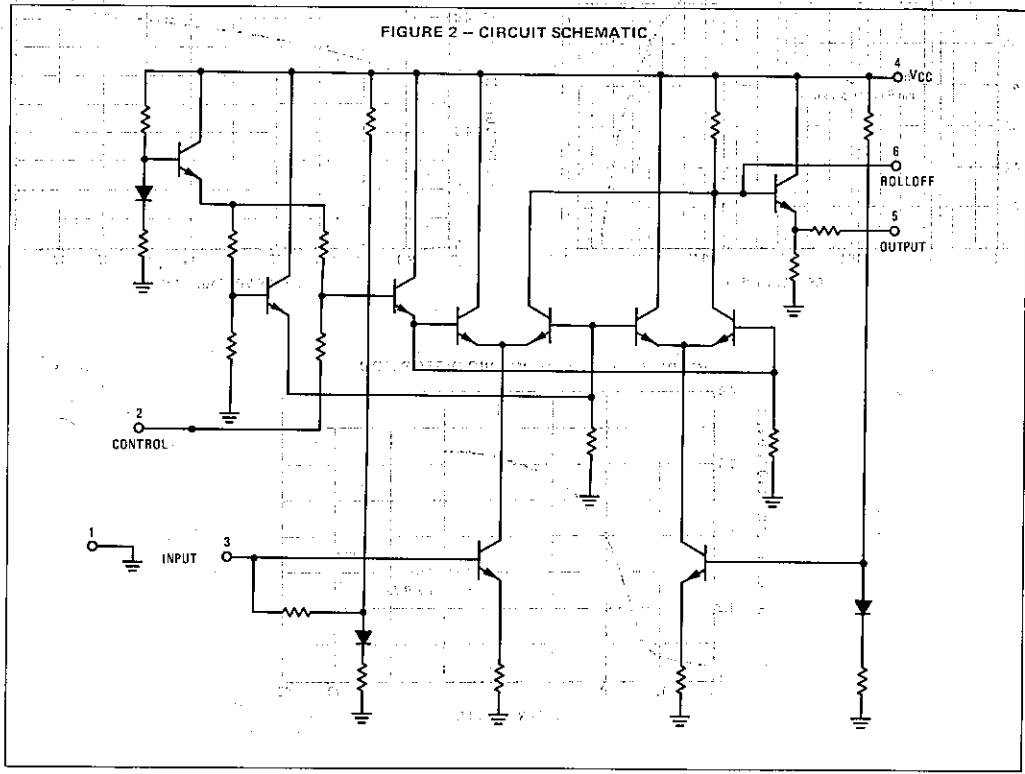 FIGURE 2 – CIRCUIT SCHEMATIC
4
VCC
6
ROLLOFF
5
OUTPUT
2
CONTROL
1
INPUT
3